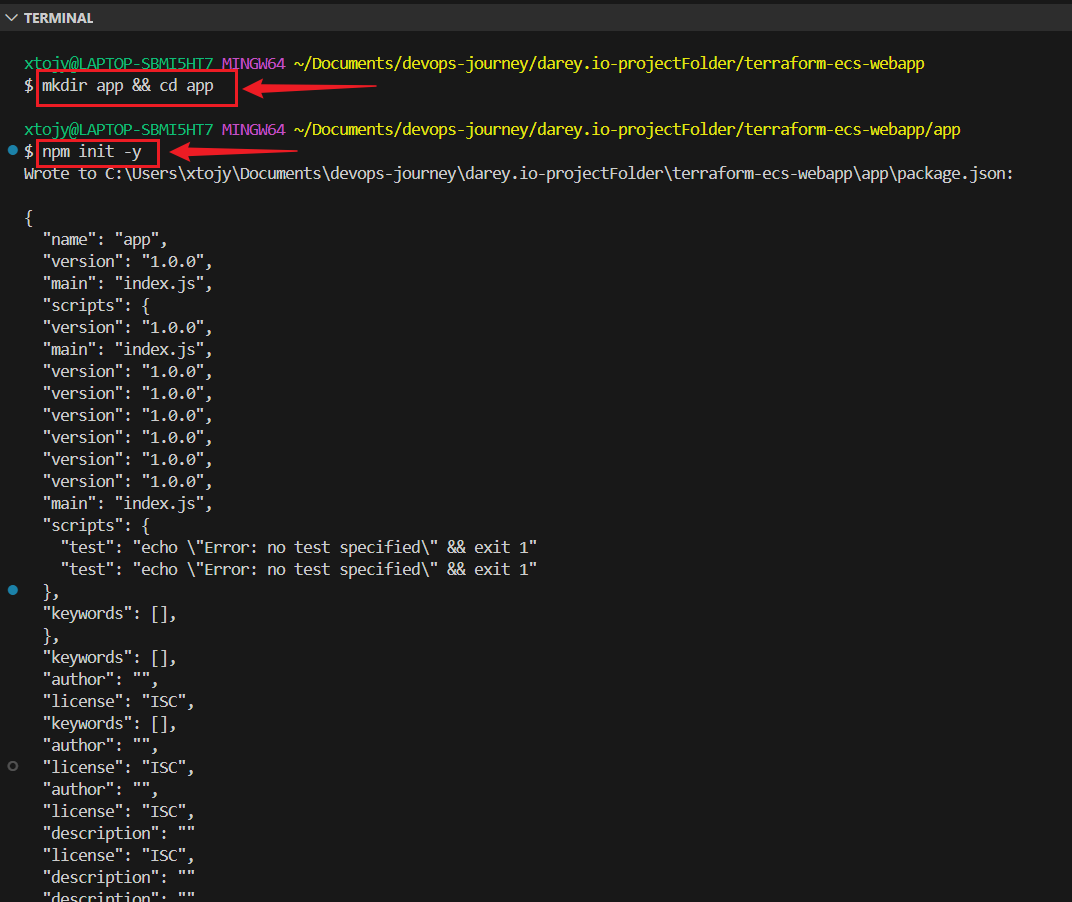 TERMINAL
xtojy@LAPTOP-SBMI5HT7 MINGW64 ~/Documents/devops-journey/darey.io-projectFolder/terraform-ecs-webapp
$ mkdir app && cd app
xtojy@LAPTOP-SBMI5HT7 MINGW64 ~/Documents/devops-journey/darey.io-projectFolder/terraform-ecs-webapp/app
$ npm init -y
Wrote to C:\Users\xtojy\Documents\devops-journey\darey.io-projectFolder\terraform-ecs-webapp\app\package.json:
{
"name": "app",
"version": "1.0.0",
"main": "index.js",
"scripts": {
"version": "1.0.0",
"main": "index.js",
"version": "1.0.0",
"version": "1.0.0",
"version": "1.0.0",
"version": "1.0.0",
"version": "1.0.0",
"version": "1.0.0",
"main": "index.js",
"scripts": {
"test": "echo \"Error: no test specified\" && exit 1"
"test": "echo \"Error: no test specified\" && exit 1"
},
"keywords": [],
},
"keywords": [],
"author": "",
"license": "ISC",
"keywords": [],
"author": "",
"license": "ISC",
"author": "",
"license": "ISC",
"description": ""
"license": "ISC",
"description": ""
"description": ""